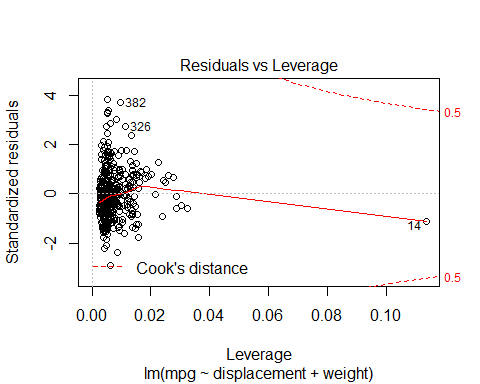 Residuals vs Leverage
Standardized residuals
4
2
0
-2
382
326
14
0.5
0.5
Cook's distance
0.00 0.02 0.04 0.06 0.08 0.10
Leverage
lm(mpg ~ displacement + weight)